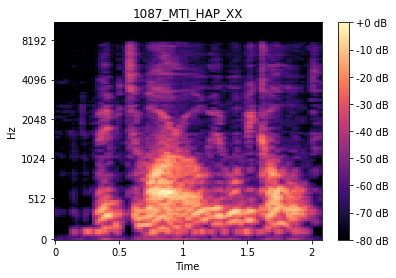 1087_MTI_HAP_XX
+0 dB
8192
-10 dB
4096
-20 dB
-30 dB
2048
Hz
-40 dB
1024
-50 dB
512
-60 dB
-70 dB
0
-80 dB
0
0.5
1
1.5
2
Time